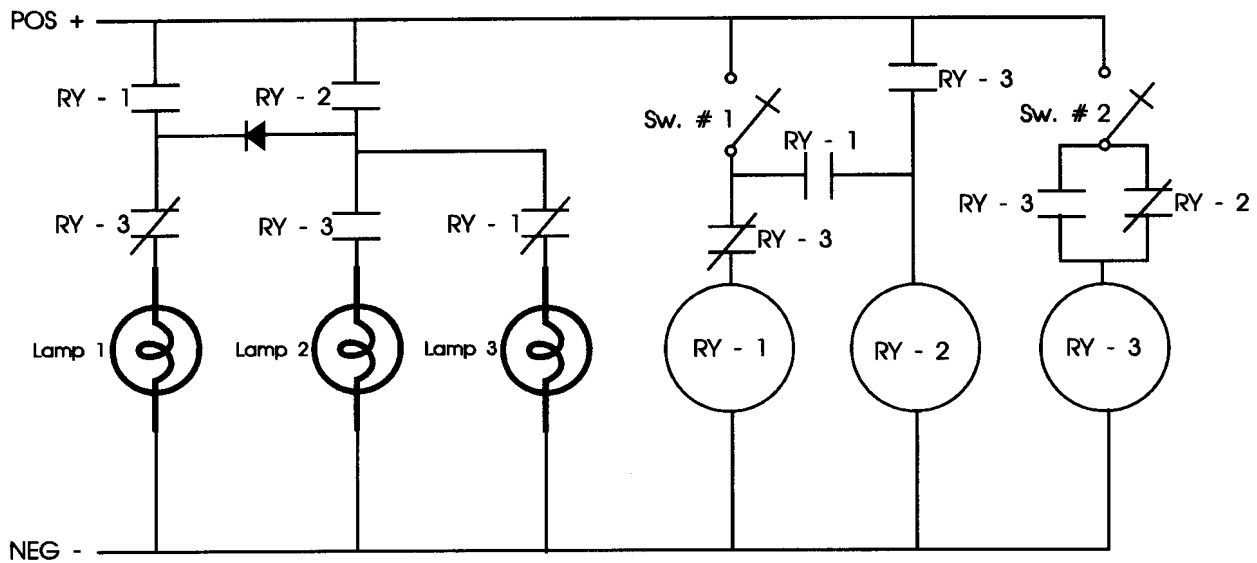 POS +
RY - 1
RY - 2
RY - 3
Sw. # 1
Sw. # 2
RY - 1
RY - 3
RY - 3
RY - 1
RY - 3
RY - 3
RY - 2
Lamp 1
Lamp 2
Lamp 3
RY - 1
RY - 2
RY - 3
NEG -